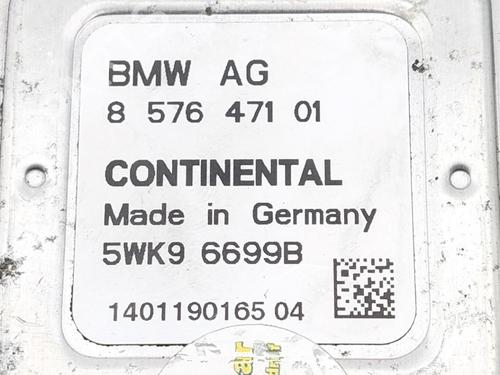 BMW AG
8 576 471 01
CONTINENTAL
Made in Germany
5WK9 6699B
1401190165 04